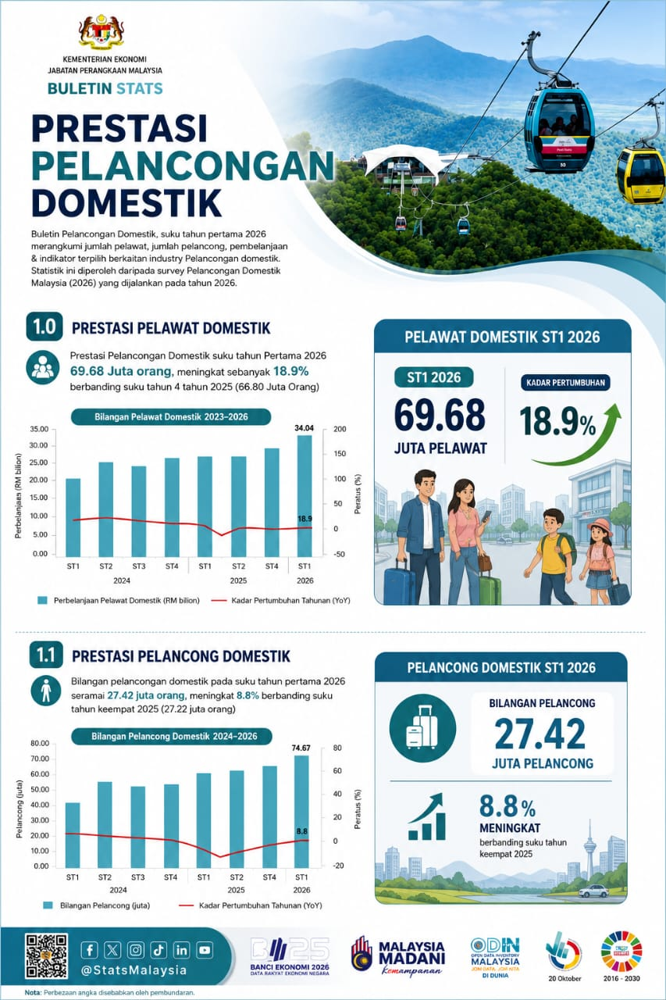 KEMENTERIAN EKONOMI
JABATAN PERANGKAAN MALAYSIA
BULETIN STATS
PRESTASI
PELANCONGAN
DOMESTIK
Buletin Pelancongan Domestik, suku tahun pertama 2026
merangkumi jumlah pelawat, jumlah pelancong, pembelanjaan
& indikator terpilih berkaitan industry Pelancongan domestik.
Statistik ini diperoleh daripada survey Pelancongan Domestik
Malaysia (2026) yang dijalankan pada tahun 2026.
1.0 PRESTASI PELAWAT DOMESTIK
Prestasi Pelancongan Domestik suku tahun Pertama 2026
69.68 Juta orang, meningkat sebanyak 18.9%
berbanding suku tahun 4 tahun 2025 (66.80 Juta Orang)
Bilangan Pelawat Domestik 2023–2026
35.00
30.00
25.00
20.00
15.00
10.00
5.00
0.00
Perbelanjaas (RM bilion)
34.04
18.9
200
150
100
50
0
-50
Peratus (%)
ST1 ST2 ST3 ST4 ST1 ST2 ST4 ST1
2024 2025 2026
Perbelanjaan Pelawat Domestik (RM bilion) Kadar Pertumbuhan Tahunan (YoY)
PELAWAT DOMESTIK ST1 2026
ST1 2026
69.68
JUTA PELAWAT
KADAR PERTUMBUHAN
18.9%
1.1 PRESTASI PELANCONG DOMESTIK
Bilangan pelancongan domestik pada suku tahun pertama 2026
seramai 27.42 juta orang, meningkat 8.8% berbanding suku
tahun keempat 2025 (27.22 juta orang)
Bilangan Pelancong Domestik 2024–2026
80.00
70.00
60.00
50.00
40.00
30.00
20.00
10.00
0.00
Pelancong (juta)
74.67
8.8
80
60
40
20
0
-20
Peratus (%)
ST1 ST2 ST3 ST4 ST1 ST2 ST4 ST1
2024 2025 2026
Bilangan Pelancong (juta) Kadar Pertumbuhan Tahunan (YoY)
PELANCONG DOMESTIK ST1 2026
BILANGAN PELANCONG
27.42
JUTA PELANCONG
8.8%
MENINGKAT
berbanding suku tahun
keempat 2025
@StatsMalaysia
BANCI EKONOMI 2026
DATA RAKYAT EKONOMI NEGARA
MALAYSIA
MADANI
Kemampanan
OPEN DATA INVENTORY
MALAYSIA
DI DUNIA
20 Oktober
2016 - 2030
Nota: Perbezaan angka disebabkan oleh pembundaran.